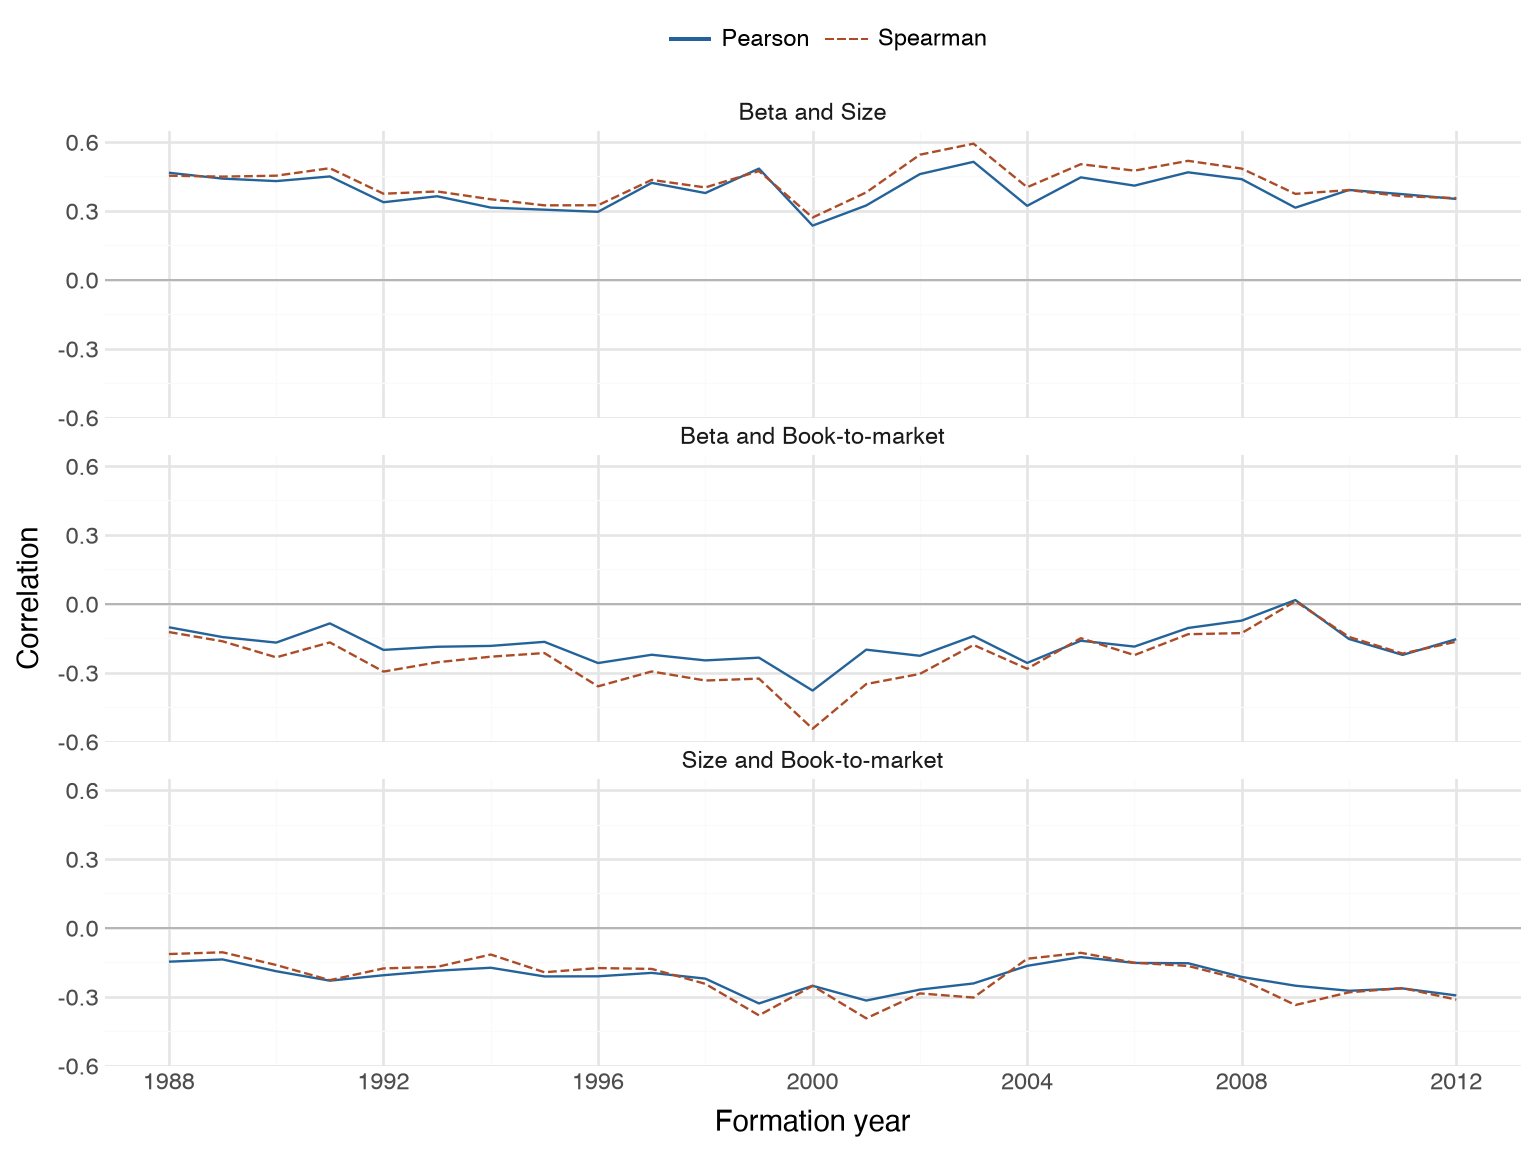 Pearson Spearman
Beta and Size
0.6
0.3
0.0
-0.3
-0.6
Beta and Book-to-market
0.6
0.3
0.0
-0.3
-0.6
Correlation
Size and Book-to-market
0.6
0.3
0.0
-0.3
-0.6
1988 1992 1996 2000 2004 2008 2012
Formation year